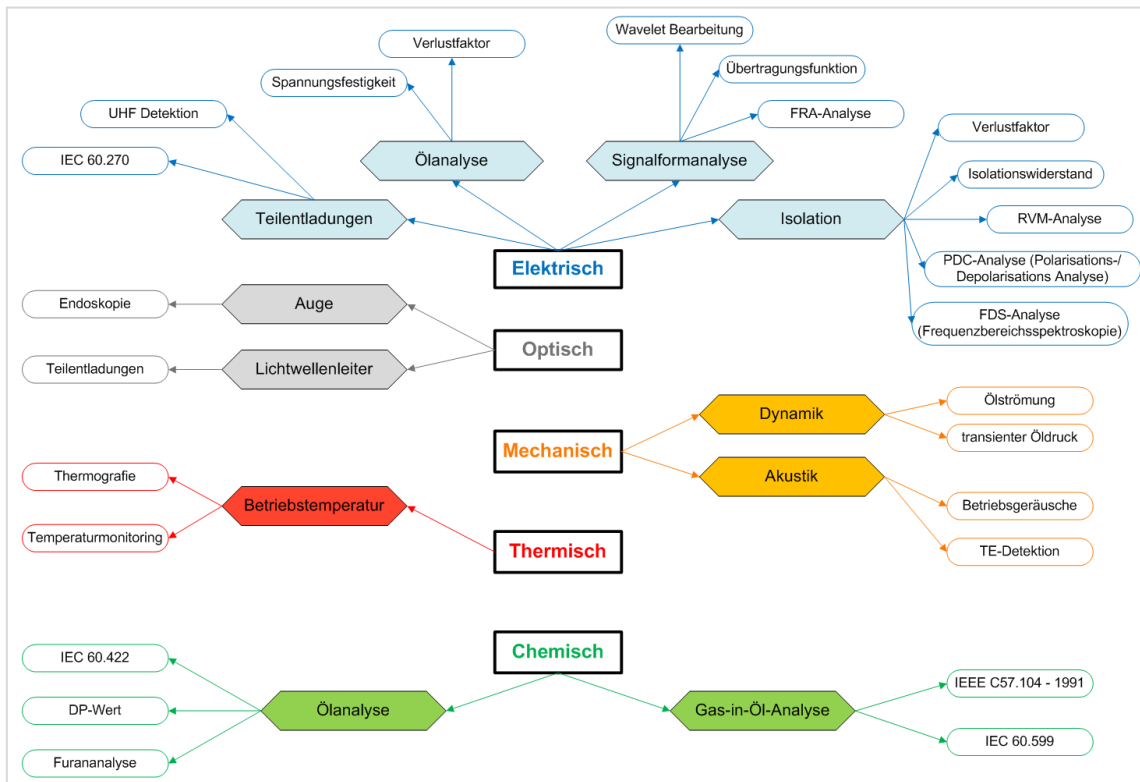 Wavelet Bearbeitung
Verlustfaktor
Übertragungsfunktion
Spannungsfestigkeit
UHF Detektion
FRA-Analyse
Verlustfaktor
IEC 60.270
Ölanalyse
Signalformanalyse
Isolationswiderstand
Teilentladungen
Isolation
RVM-Analyse
Elektrisch
PDC-Analyse (Polarisations-/
Depolarisations Analyse)
Endoskopie
Auge
FDS-Analyse
(Frequenzbereichsspektroskopie)
Optisch
Teilentladungen
Lichtwellenleiter
Dynamik
Ölströmung
transienter Öldruck
Mechanisch
Thermografie
Akustik
Betriebstemperatur
Betriebsgeräusche
Temperaturmonitoring
Thermisch
TE-Detektion
Chemisch
IEC 60.422
IEEE C57.104 - 1991
DP-Wert
Ölanalyse
Gas-in-Öl-Analyse
IEC 60.599
Furananalyse